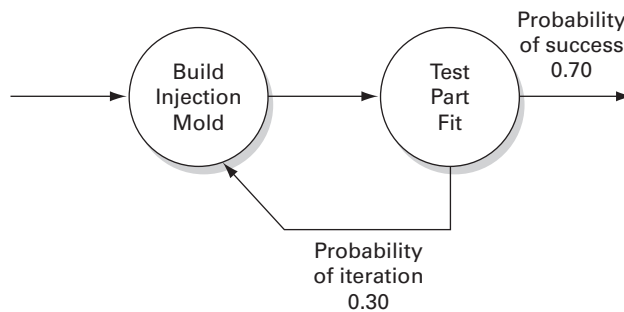 Probability
of success
0.70
Build
Injection
Mold
Test
Part
Fit
Probability
of iteration
0.30